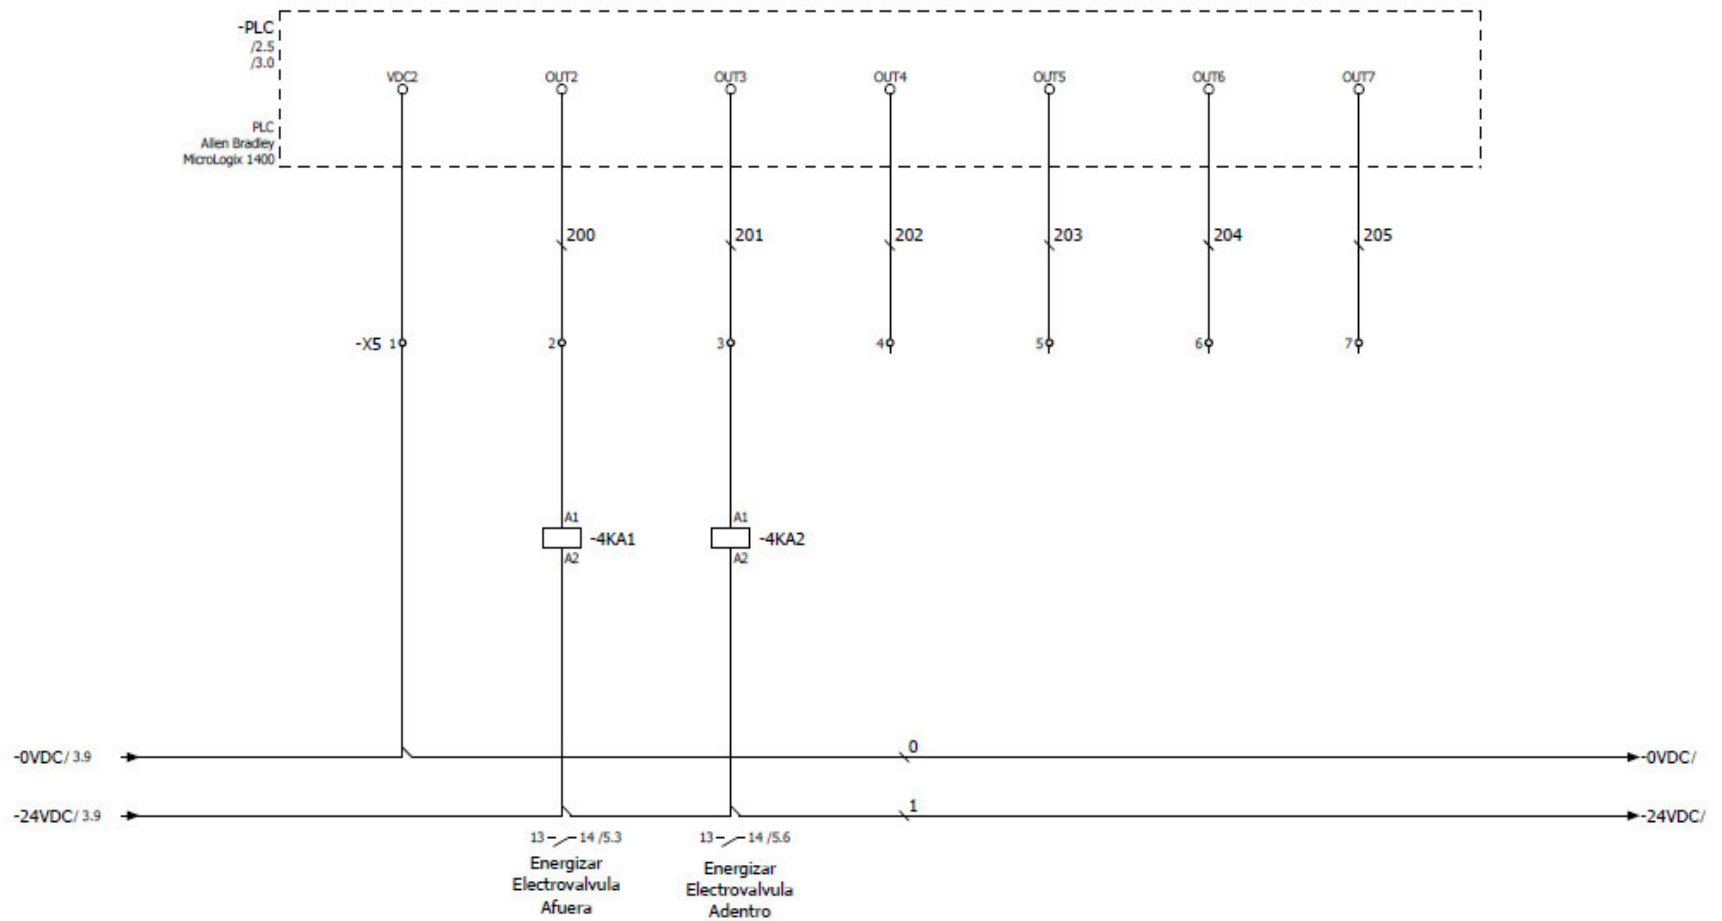 -PLC
/2.5
/3.0
PLC
Allen Bradley
MicroLogix 1400
VDC2 OUT2 OUT3 OUT4 OUT5 OUT6 OUT7
200 201 202 203 204 205
-X5 1 2 3 4 5 6 7
A1 A1
-4KA1 -4KA2
A2 A2
-0VDC/ 3.9 0 -0VDC/
-24VDC/ 3.9 1 -24VDC/
13 14 /5.3
Energizar
Electrovalvula
Afuera
13 14 /5.6
Energizar
Electrovalvula
Adentro